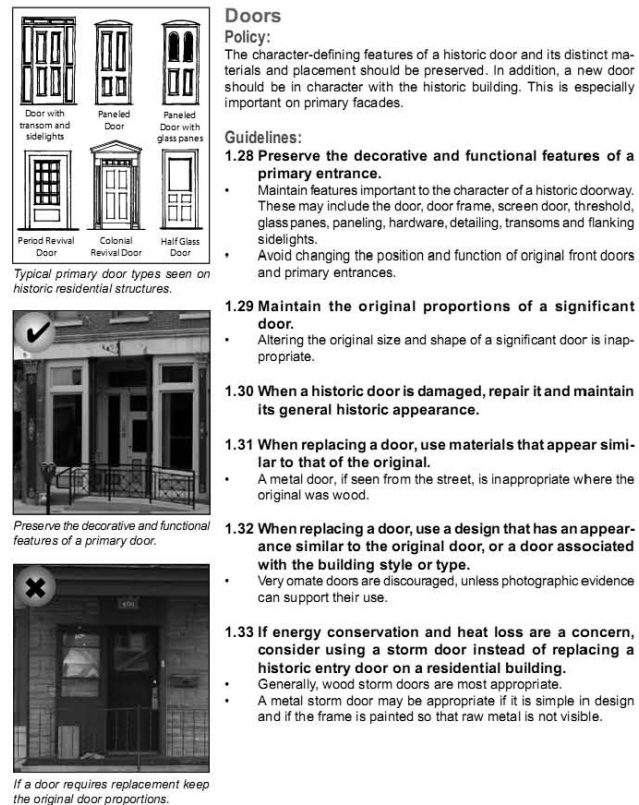 Door with
transom and
sidelights
Paneled
Door
Paneled
Door with
glass panes
Period Revival
Door
Colonial
Revival Door
Half Glass
Door
Typical primary door types seen on
historic residential structures.
Preserve the decorative and functional
features of a primary door.
If a door requires replacement keep
the original door proportions.
Doors
Policy:
The character-defining features of a historic door and its distinct ma-
terials and placement should be preserved. In addition, a new door
should be in character with the historic building. This is especially
important on primary facades.
Guidelines:
1.28 Preserve the decorative and functional features of a
primary entrance.
• Maintain features important to the character of a historic doorway.
These may include the door, door frame, screen door, threshold,
glass panes, paneling, hardware, detailing, transoms and flanking
sidelights.
• Avoid changing the position and function of original front doors
and primary entrances.
1.29 Maintain the original proportions of a significant
door.
• Altering the original size and shape of a significant door is inap-
propriate.
1.30 When a historic door is damaged, repair it and maintain
its general historic appearance.
1.31 When replacing a door, use materials that appear simi-
lar to that of the original.
• A metal door, if seen from the street, is inappropriate where the
original was wood.
1.32 When replacing a door, use a design that has an appear-
ance similar to the original door, or a door associated
with the building style or type.
• Very ornate doors are discouraged, unless photographic evidence
can support their use.
1.33 If energy conservation and heat loss are a concern,
consider using a storm door instead of replacing a
historic entry door on a residential building.
• Generally, wood storm doors are most appropriate.
• A metal storm door may be appropriate if it is simple in design
and if the frame is painted so that raw metal is not visible.